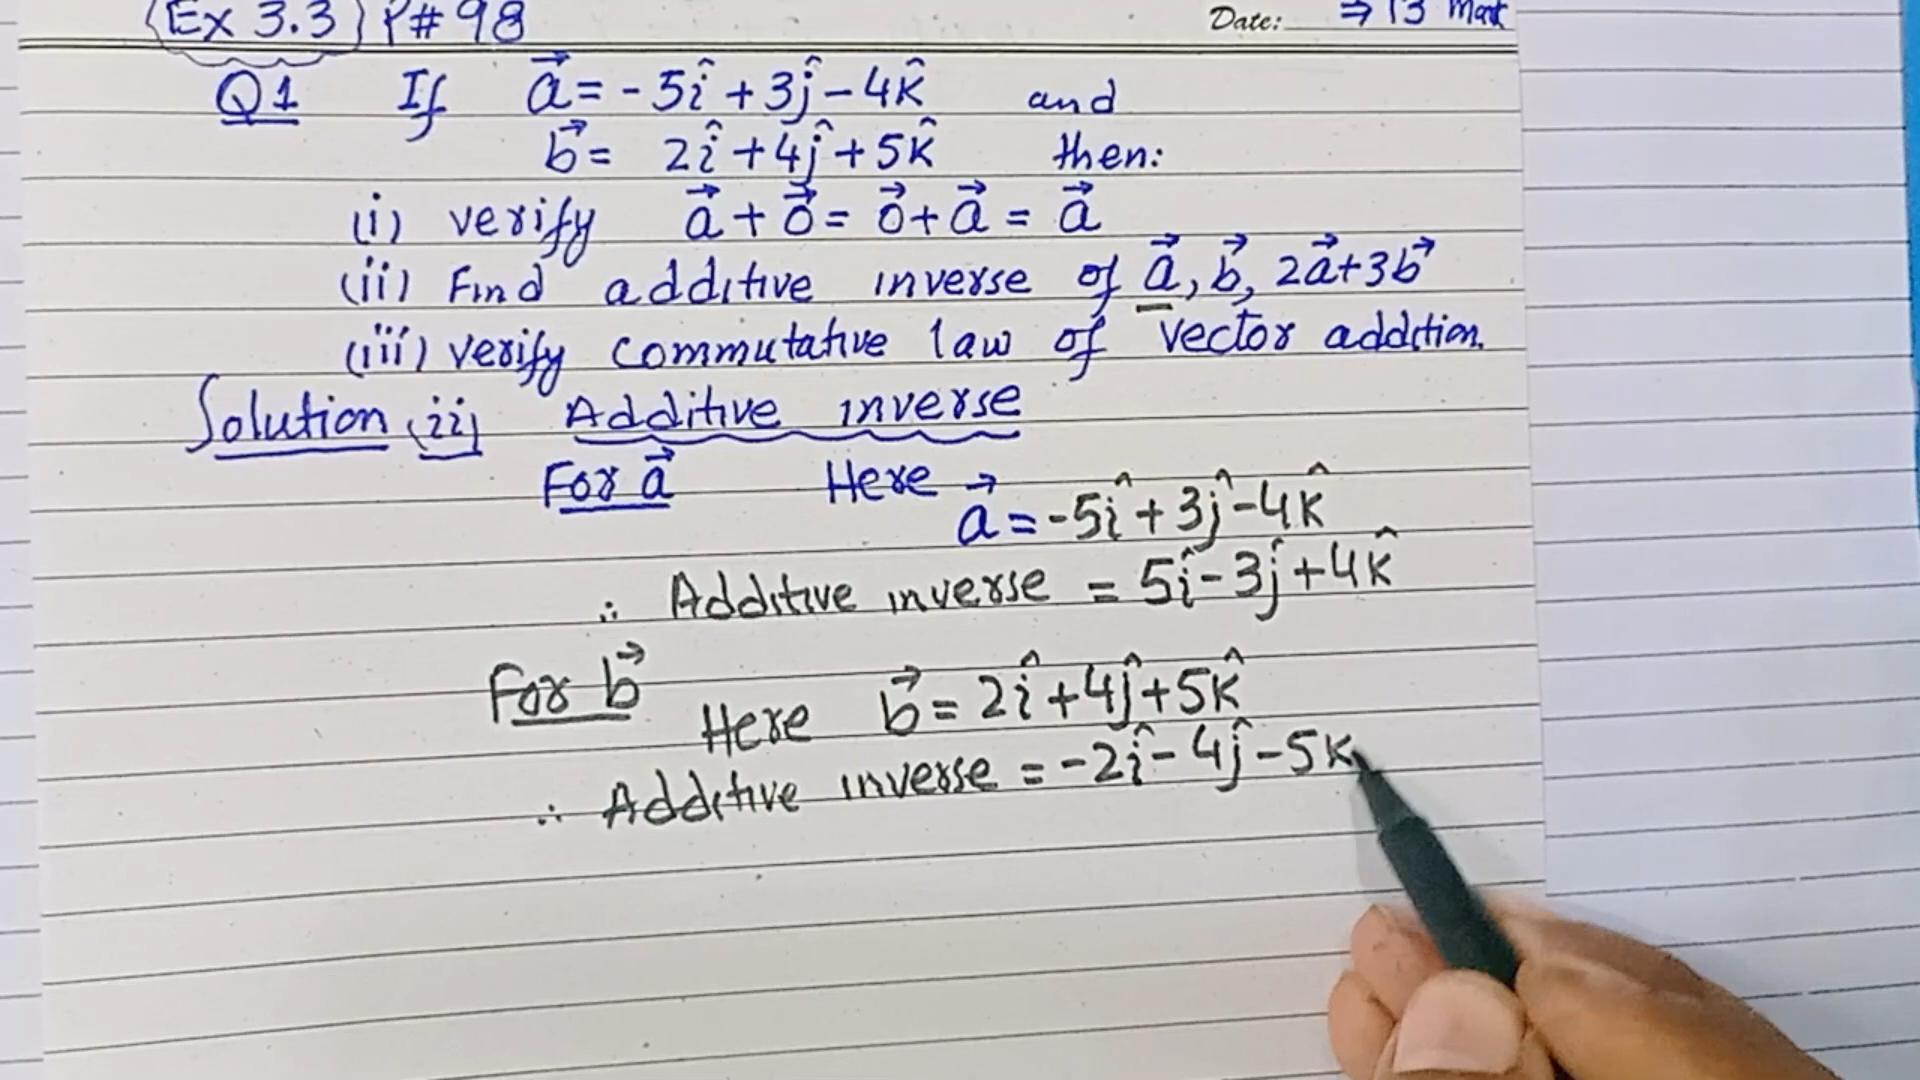 (Ex 3.3) P# 98
Date: ⇒ 13 Mark
Q1 If a⃗ = -5î + 3ĵ - 4k̂ and
b⃗ = 2î + 4ĵ + 5k̂ then:
(i) verify a⃗ + o⃗ = o⃗ + a⃗ = a⃗
(ii) Find additive inverse of a⃗, b⃗, 2a⃗+3b⃗
(iii) verify commutative law of vector addition.
Solution (ii) Additive inverse
For a⃗ Here
a⃗ = -5î + 3ĵ - 4k̂
∴ Additive inverse = 5î - 3ĵ + 4k̂
For b⃗
Here b⃗ = 2î + 4ĵ + 5k̂
∴ Additive inverse = -2î - 4ĵ - 5k